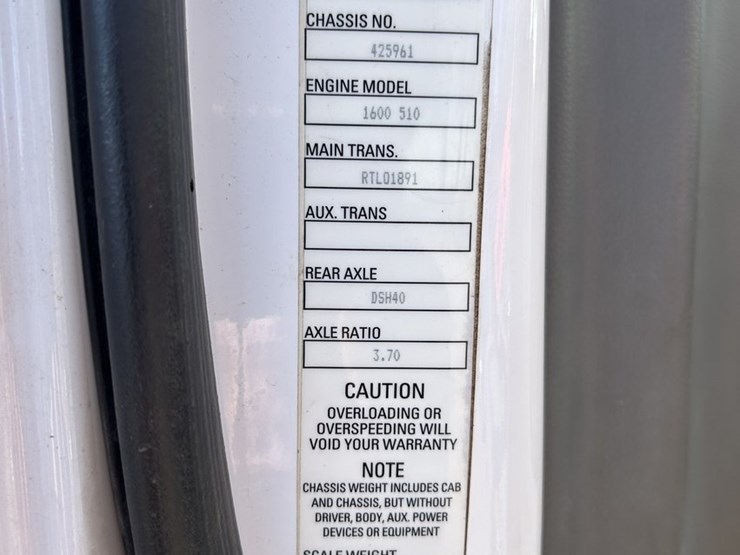 CHASSIS NO.
425961
ENGINE MODEL
1600 510
MAIN TRANS.
RTLO1891
AUX. TRANS
REAR AXLE
DSH40
AXLE RATIO
3.70
CAUTION
OVERLOADING OR
OVERSPEEDING WILL
VOID YOUR WARRANTY
NOTE
CHASSIS WEIGHT INCLUDES CAB
AND CHASSIS, BUT WITHOUT
DRIVER, BODY, AUX. POWER
DEVICES OR EQUIPMENT
SCALE WEIGHT